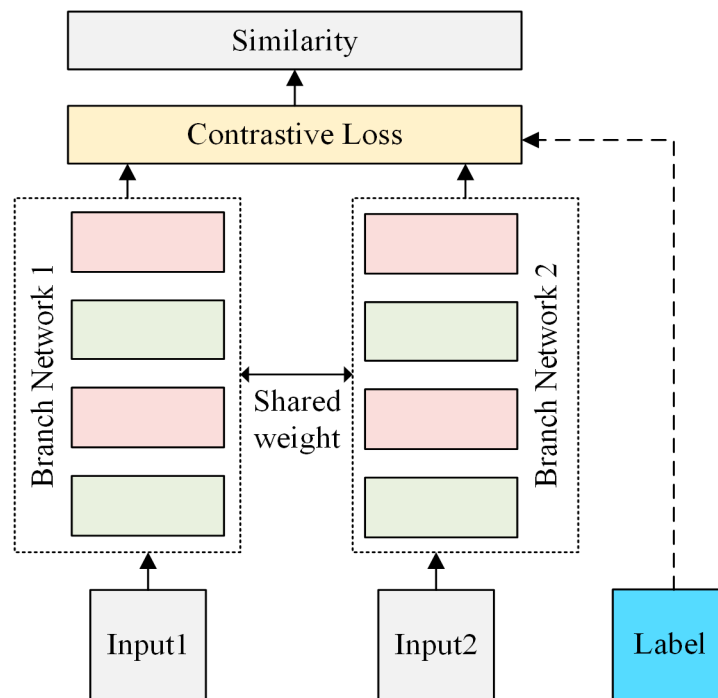 Similarity
Contrastive Loss
Branch Network 1
Branch Network 2
Shared
weight
Input1
Input2
Label